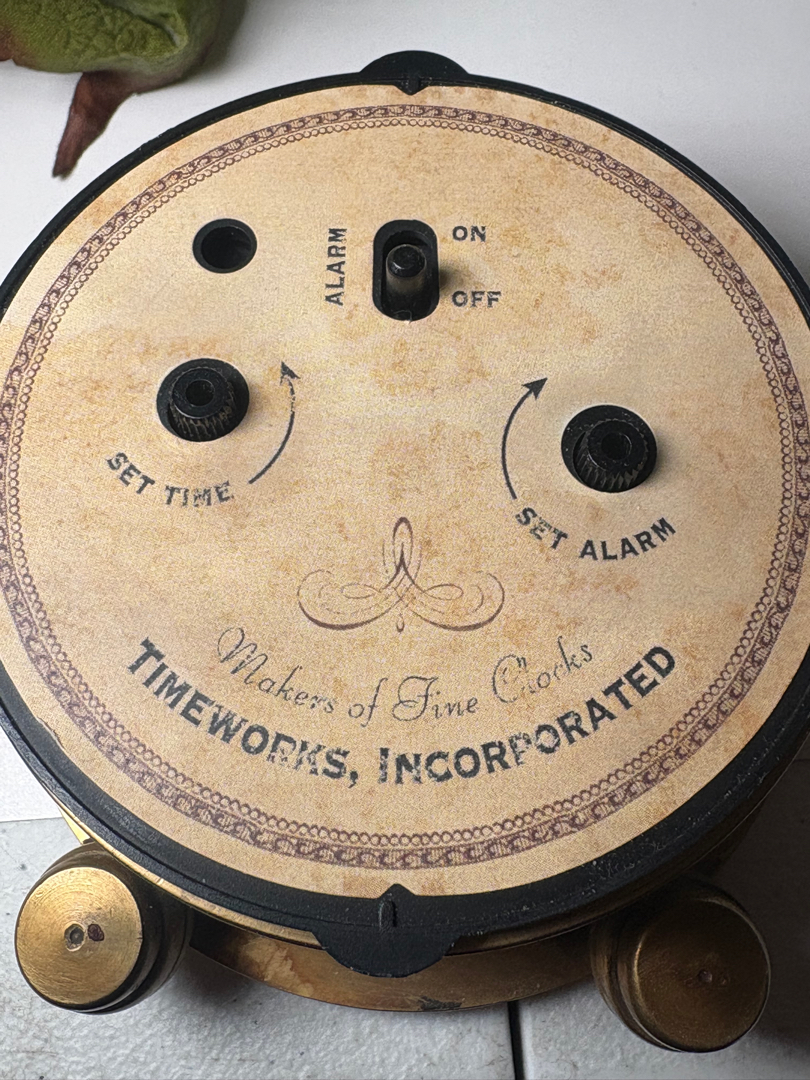 ALARM
ON
OFF
SET TIME
SET ALARM
Makers of Fine Clocks
TIMEWORKS, INCORPORATED